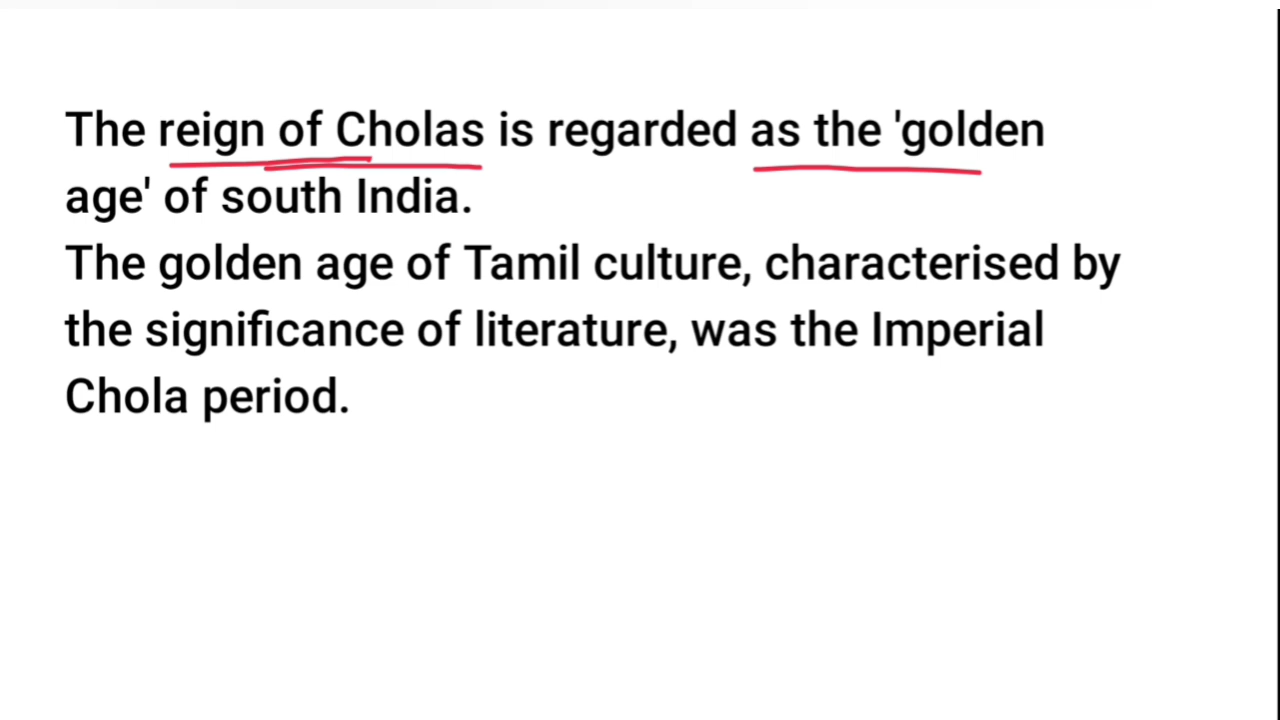 The reign of Cholas is regarded as the 'golden
age' of south India.
The golden age of Tamil culture, characterised by
the significance of literature, was the Imperial
Chola period.